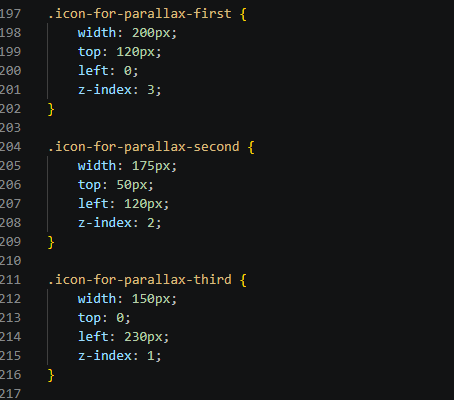 197 .icon-for-parallax-first {
198     width: 200px;
199     top: 120px;
200     left: 0;
201     z-index: 3;
202 }
203
204 .icon-for-parallax-second {
205     width: 175px;
206     top: 50px;
207     left: 120px;
208     z-index: 2;
209 }
210
211 .icon-for-parallax-third {
212     width: 150px;
213     top: 0;
214     left: 230px;
215     z-index: 1;
216 }
217